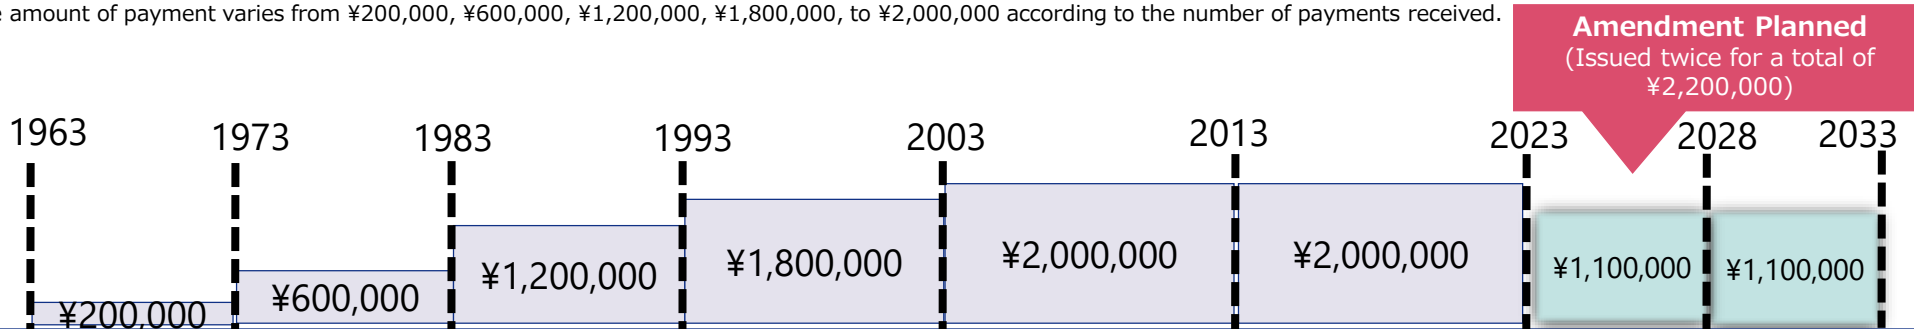 amount of payment varies from ¥200,000, ¥600,000, ¥1,200,000, ¥1,800,000, to ¥2,000,000 according to the number of payments received.
Amendment Planned
(Issued twice for a total of
¥2,200,000)
1963 1973 1983 1993 2003 2013 2023 2028 2033
¥200,000 ¥600,000 ¥1,200,000 ¥1,800,000 ¥2,000,000 ¥2,000,000 ¥1,100,000 ¥1,100,000